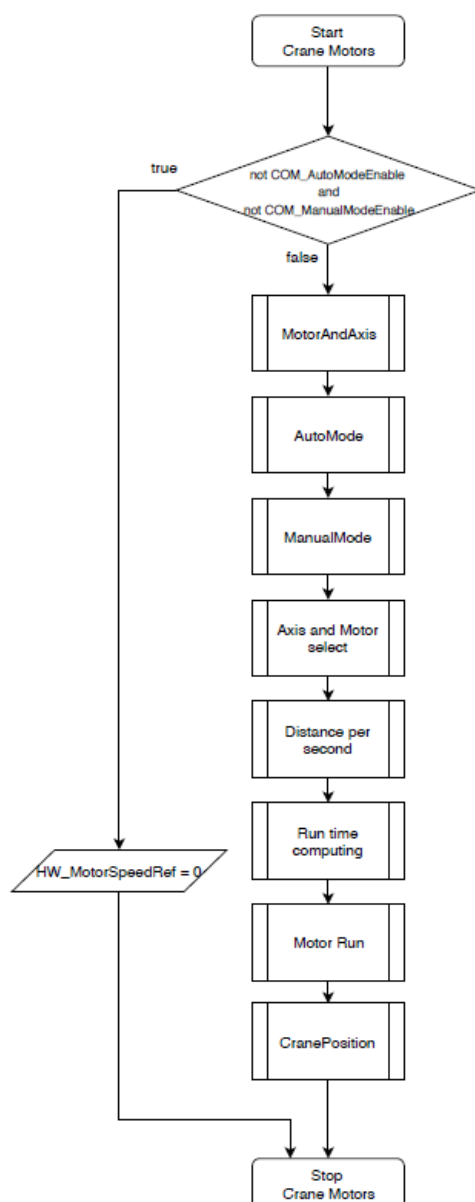 Start
Crane Motors
true
not COM_AutoModeEnable
and
not COM_ManualModeEnable
false
MotorAndAxis
AutoMode
ManualMode
Axis and Motor
select
Distance per
second
Run time
computing
HW_MotorSpeedRef = 0
Motor Run
CranePosition
Stop
Crane Motors